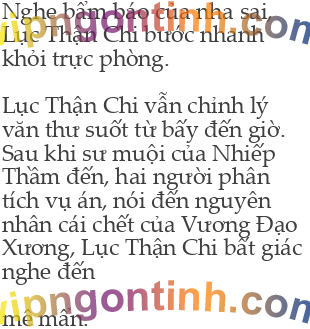 Nghe bẩm báo của nha sai,
Lục Thận Chi bước nhanh
khỏi trực phòng.
Lục Thận Chi vẫn chỉnh lý
văn thư suốt từ bấy đến giờ.
Sau khi sư muội của Nhiếp
Thầm đến, hai người phân
tích vụ án, nói đến nguyên
nhân cái chết của Vương Đạo
Xương, Lục Thận Chi bất giác
nghe đến
mê mẩn.
vipngontinh.com
vipngontinh.com